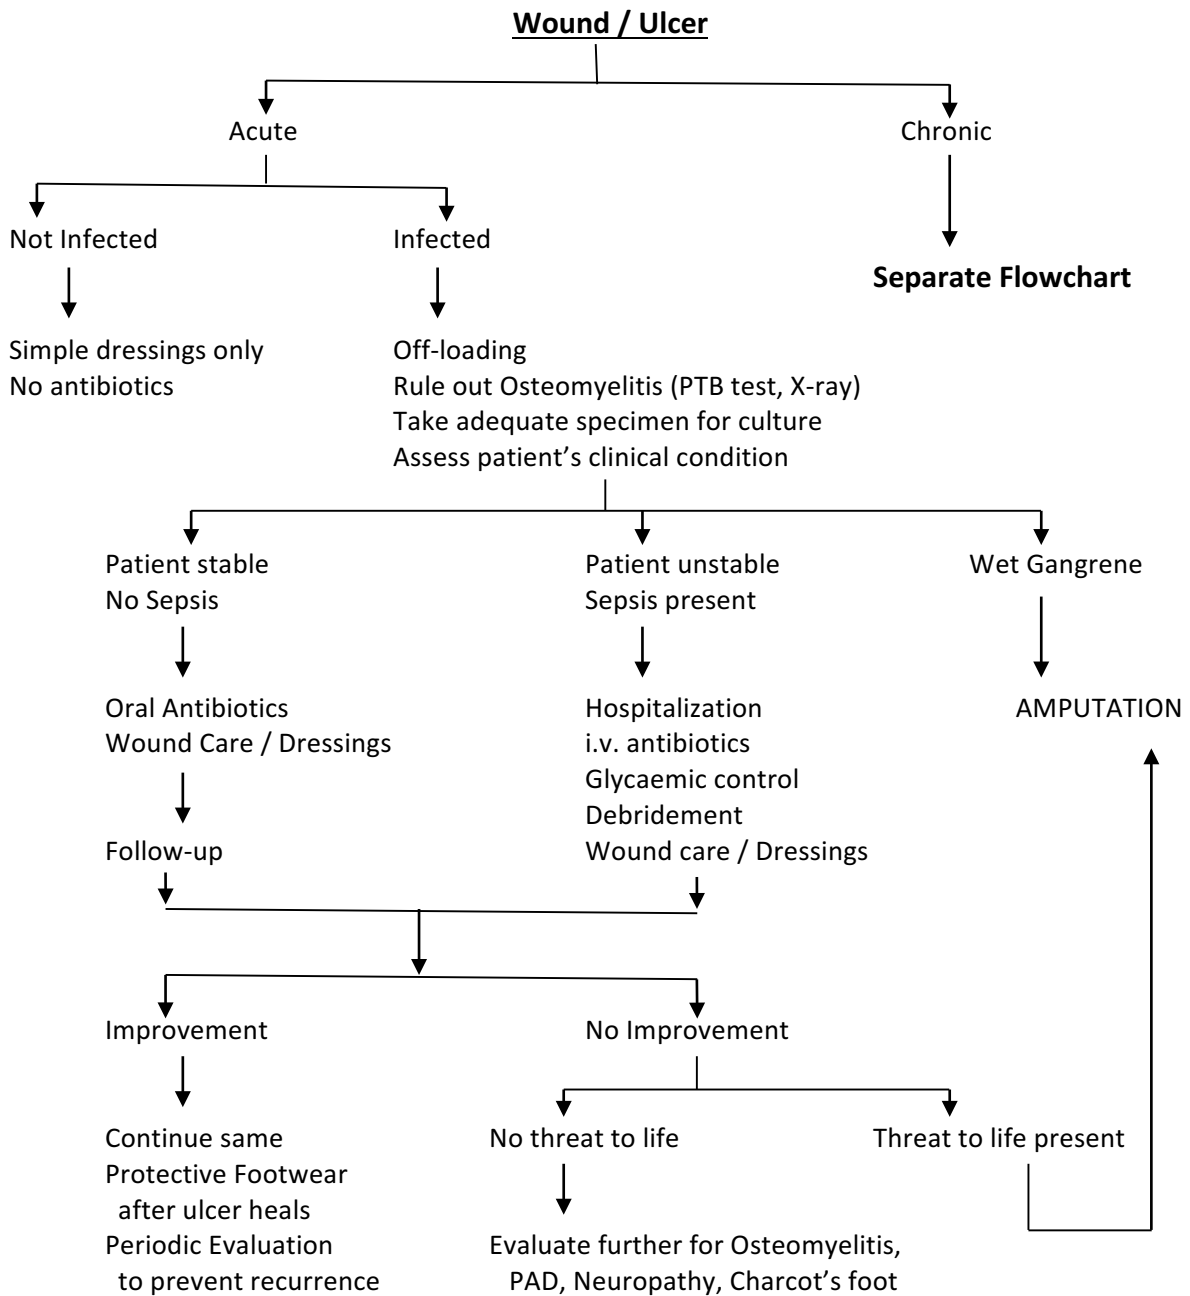 Wound / Ulcer
Acute
Chronic
Not Infected
Infected
Separate Flowchart
Simple dressings only
No antibiotics
Off-loading
Rule out Osteomyelitis (PTB test, X-ray)
Take adequate specimen for culture
Assess patient’s clinical condition
Patient stable
No Sepsis
Patient unstable
Sepsis present
Wet Gangrene
Oral Antibiotics
Wound Care / Dressings
Hospitalization
i.v. antibiotics
Glycaemic control
Debridement
Wound care / Dressings
AMPUTATION
Follow-up
Improvement
No Improvement
Continue same
Protective Footwear
after ulcer heals
Periodic Evaluation
to prevent recurrence
No threat to life
Threat to life present
Evaluate further for Osteomyelitis,
PAD, Neuropathy, Charcot’s foot